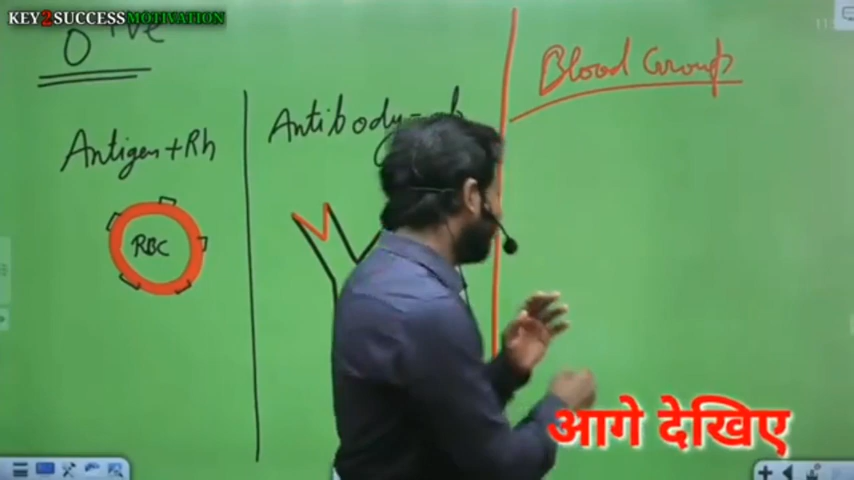 KEY2SUCCESSMOTIVATION
O +ve
Blood Group
Antigen + Rh
Antibody -
RBC
आगे देखिए